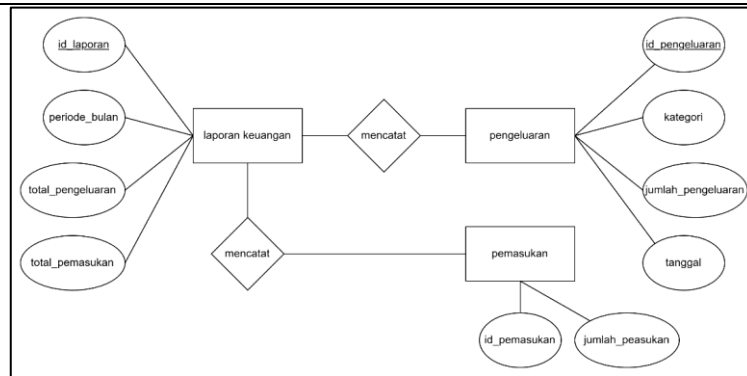 id_laporan
id_pengeluaran
periode_bulan
laporan keuangan
mencatat
pengeluaran
kategori
total_pengeluaran
jumlah_pengeluaran
total_pemasukan
mencatat
pemasukan
tanggal
id_pemasukan
jumlah_peasukan